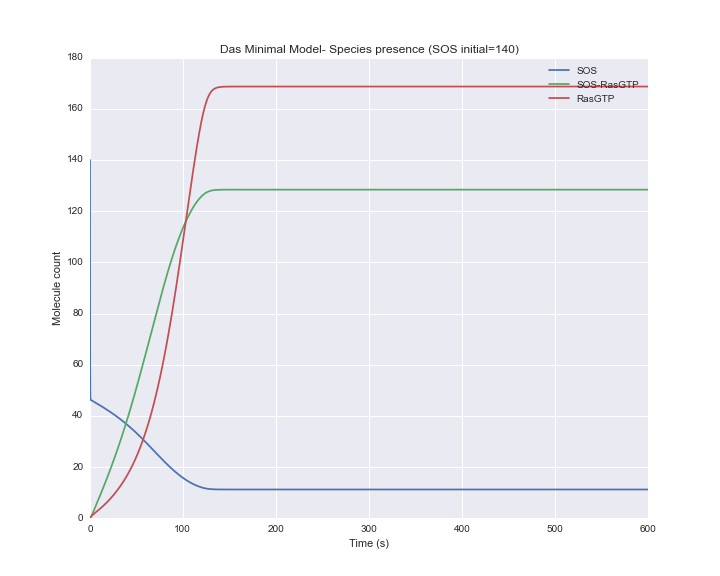 Das Minimal Model- Species presence (SOS initial=140)
180
160
140
120
100
80
60
40
20
0
Molecule count
SOS
SOS-RasGTP
RasGTP
0 100 200 300 400 500 600
Time (s)